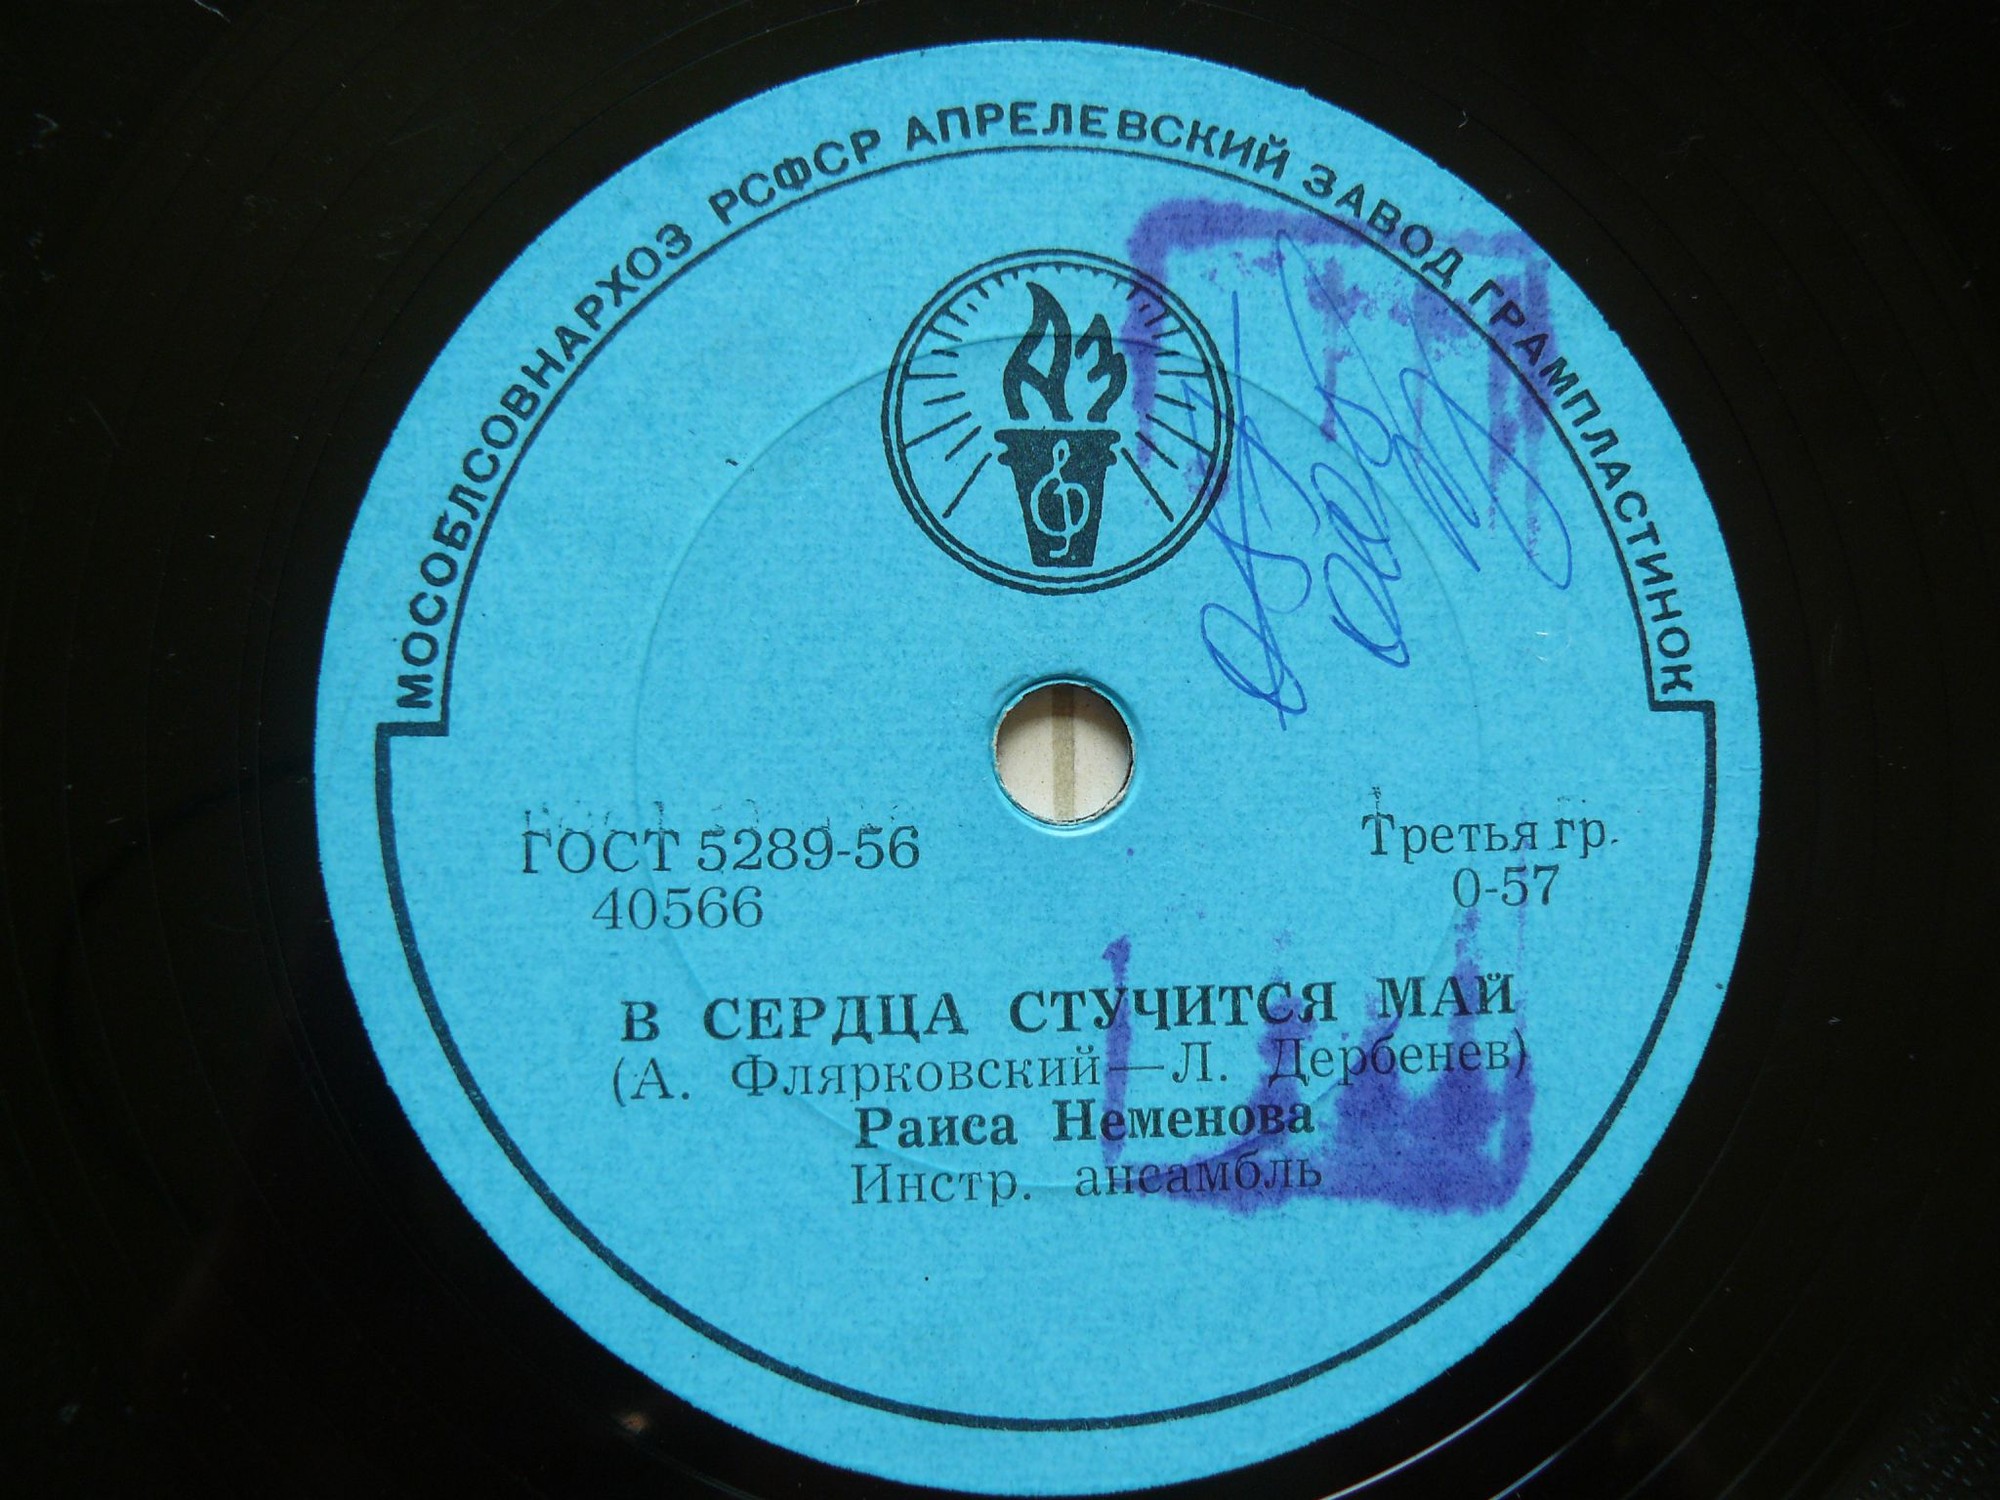 МОСОБЛСОВНАРХОЗ РСФСР АПРЕЛЕВСКИЙ ЗАВОД ГРАМПЛАСТИНОК
АЗ
ГОСТ 5289-56
40566
Третья гр.
0-57
В СЕРДЦА СТУЧИТСЯ МАЙ
(А. Флярковский—Л. Дербенев)
Раиса Неменова
Инстр. ансамбль